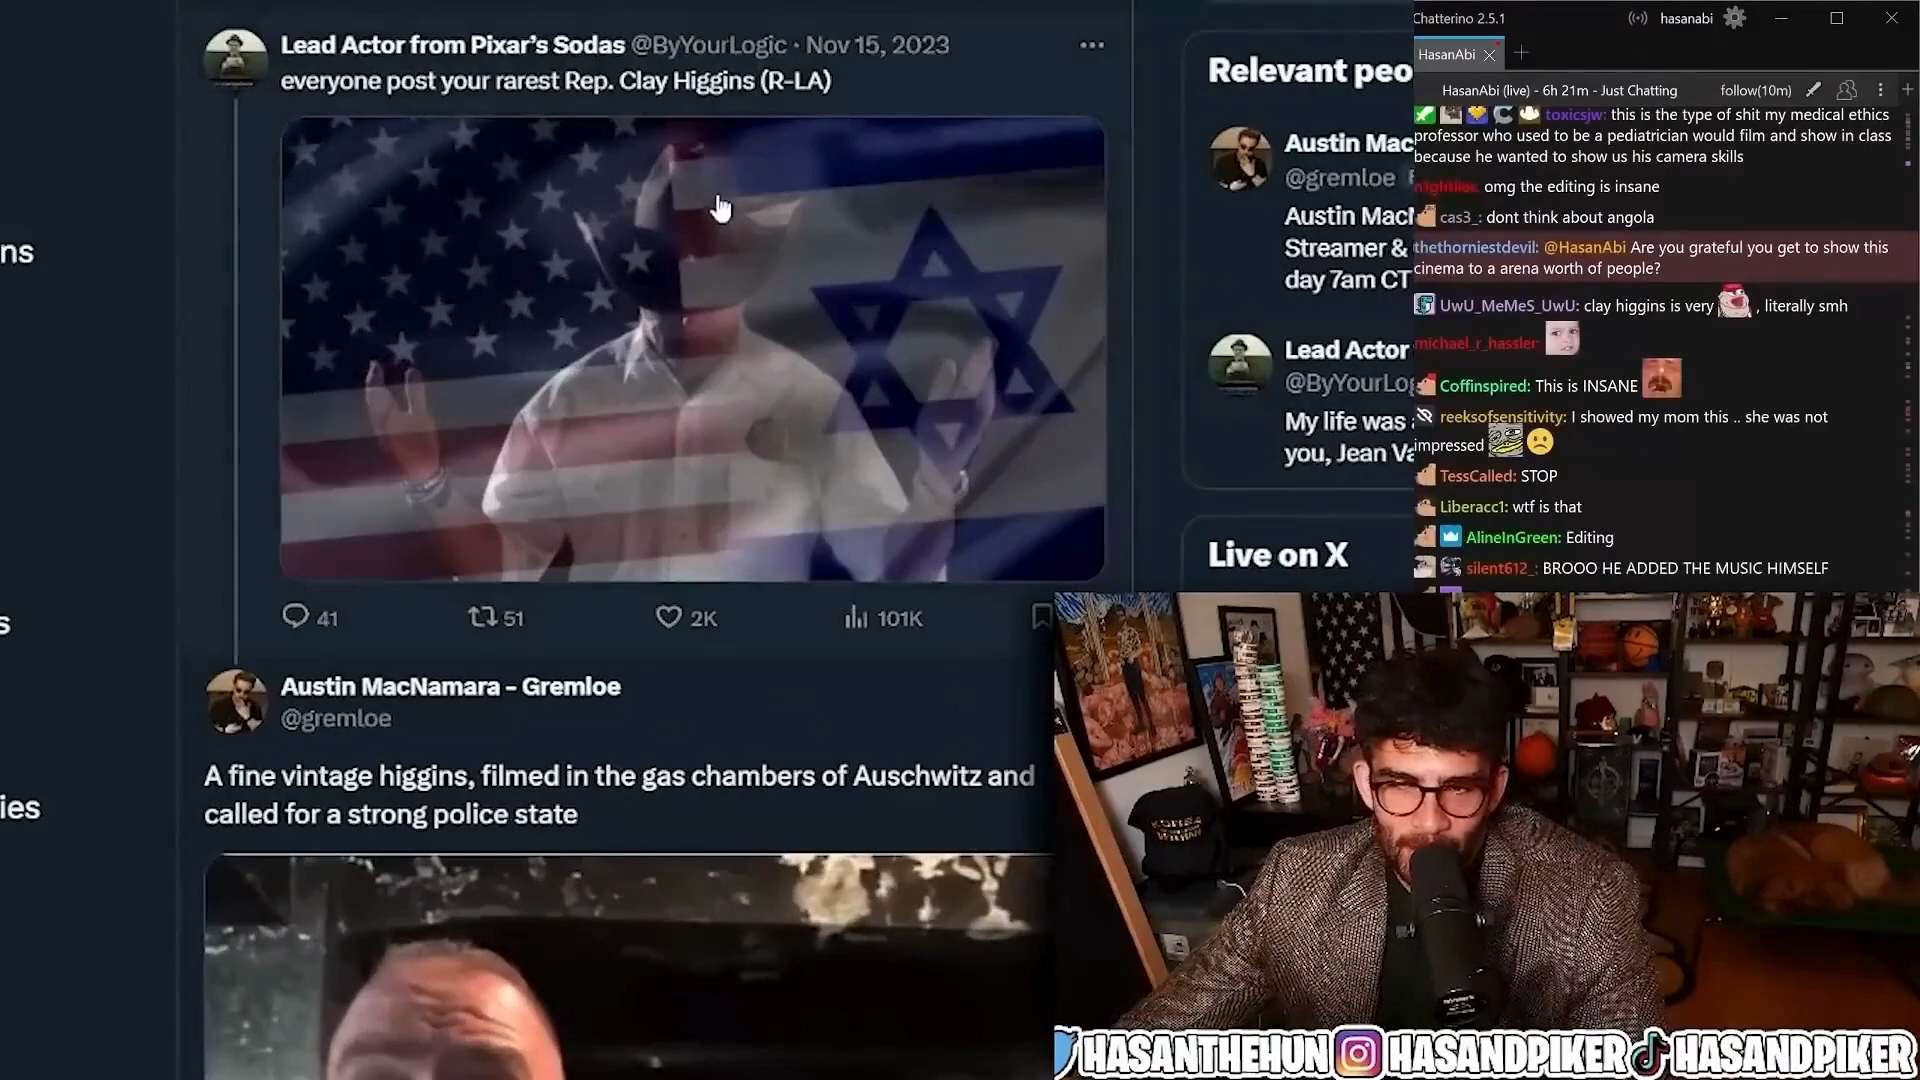 Lead Actor from Pixar's Sodas @ByYourLogic · Nov 15, 2023
everyone post your rarest Rep. Clay Higgins (R-LA)
41
51
2K
101K
Austin MacNamara – Gremloe
@gremloe
A fine vintage higgins, filmed in the gas chambers of Auschwitz and
called for a strong police state
ns
s
ies
Relevant peo
Austin Mac
@gremloe
Austin Mac
Streamer &
day 7am CT
Lead Actor
@ByYourLog
My life was
you, Jean Va
Live on X
Chatterino 2.5.1
hasanabi
HasanAbi
HasanAbi (live) - 6h 21m - Just Chatting
follow(10m)
toxicsjw: this is the type of shit my medical ethics
professor who used to be a pediatrician would film and show in class
because he wanted to show us his camera skills
omg the editing is insane
cas3_: dont think about angola
thethorniestdevil: @HasanAbi Are you grateful you get to show this
cinema to a arena worth of people?
UwU_MeMeS_UwU: clay higgins is very , literally smh
michael_r_hassler
Coffinspired: This is INSANE
reeksofsensitivity: I showed my mom this .. she was not
impressed
TessCalled: STOP
Liberacc1: wtf is that
AlineInGreen: Editing
silent612_: BROOO HE ADDED THE MUSIC HIMSELF
HASANTHEHUN HASANDPIKER HASANDPIKER